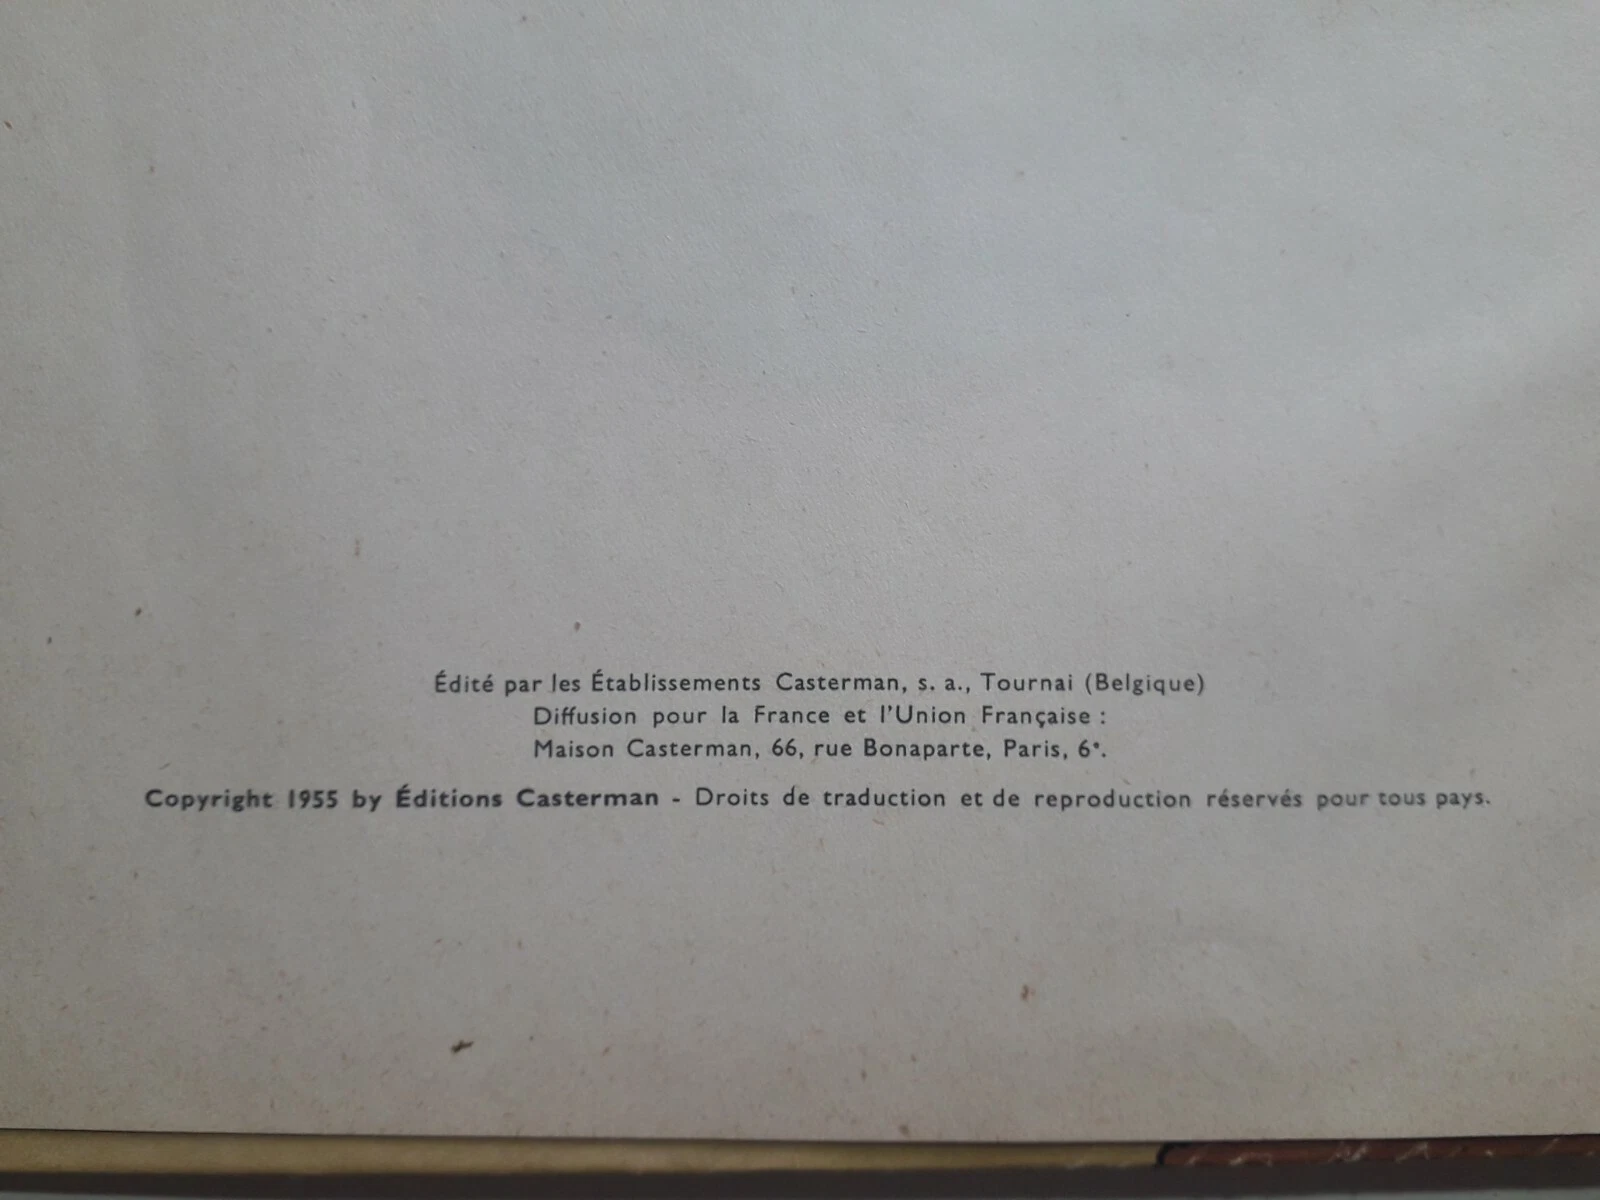 Édité par les Établissements Casterman, s. a., Tournai (Belgique)
Diffusion pour la France et l'Union Française :
Maison Casterman, 66, rue Bonaparte, Paris, 6e.
Copyright 1955 by Éditions Casterman - Droits de traduction et de reproduction réservés pour tous pays.